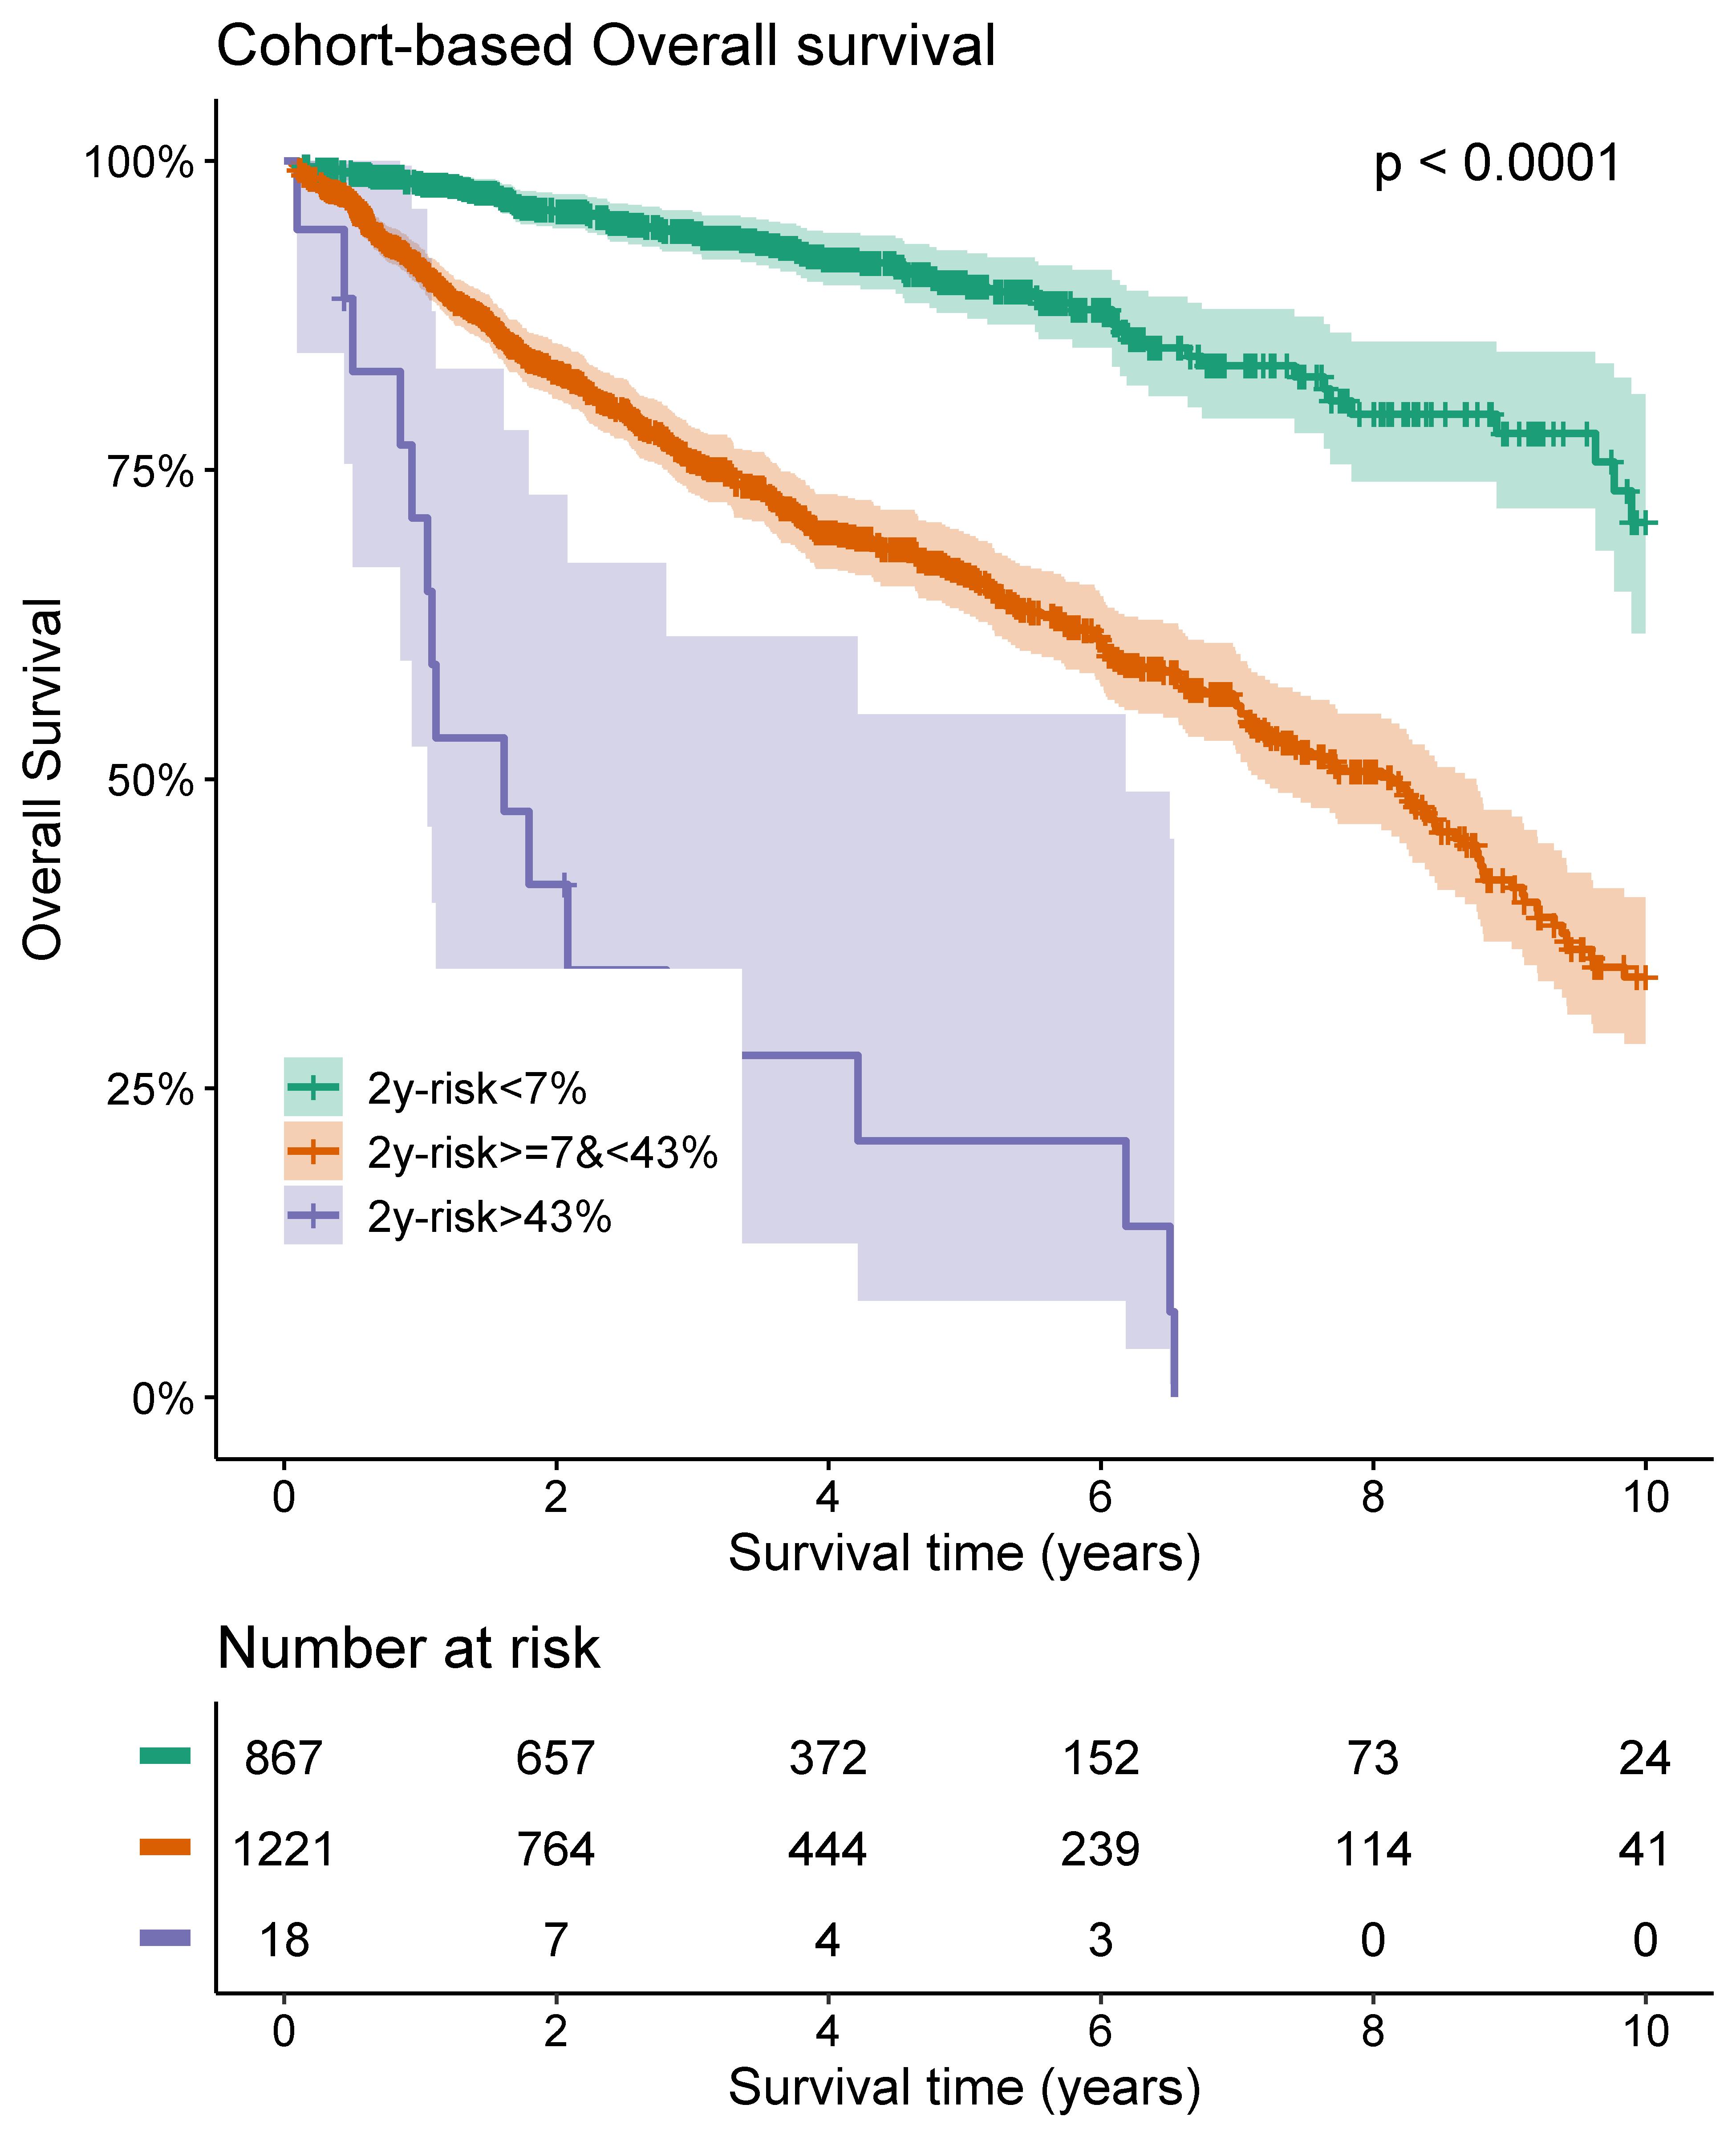 Cohort-based Overall survival
p < 0.0001
Overall Survival
100%
75%
50%
25%
0%
2y-risk<7%
2y-risk>=7&<43%
2y-risk>43%
0 2 4 6 8 10
Survival time (years)
Number at risk
867 657 372 152 73 24
1221 764 444 239 114 41
18 7 4 3 0 0
0 2 4 6 8 10
Survival time (years)